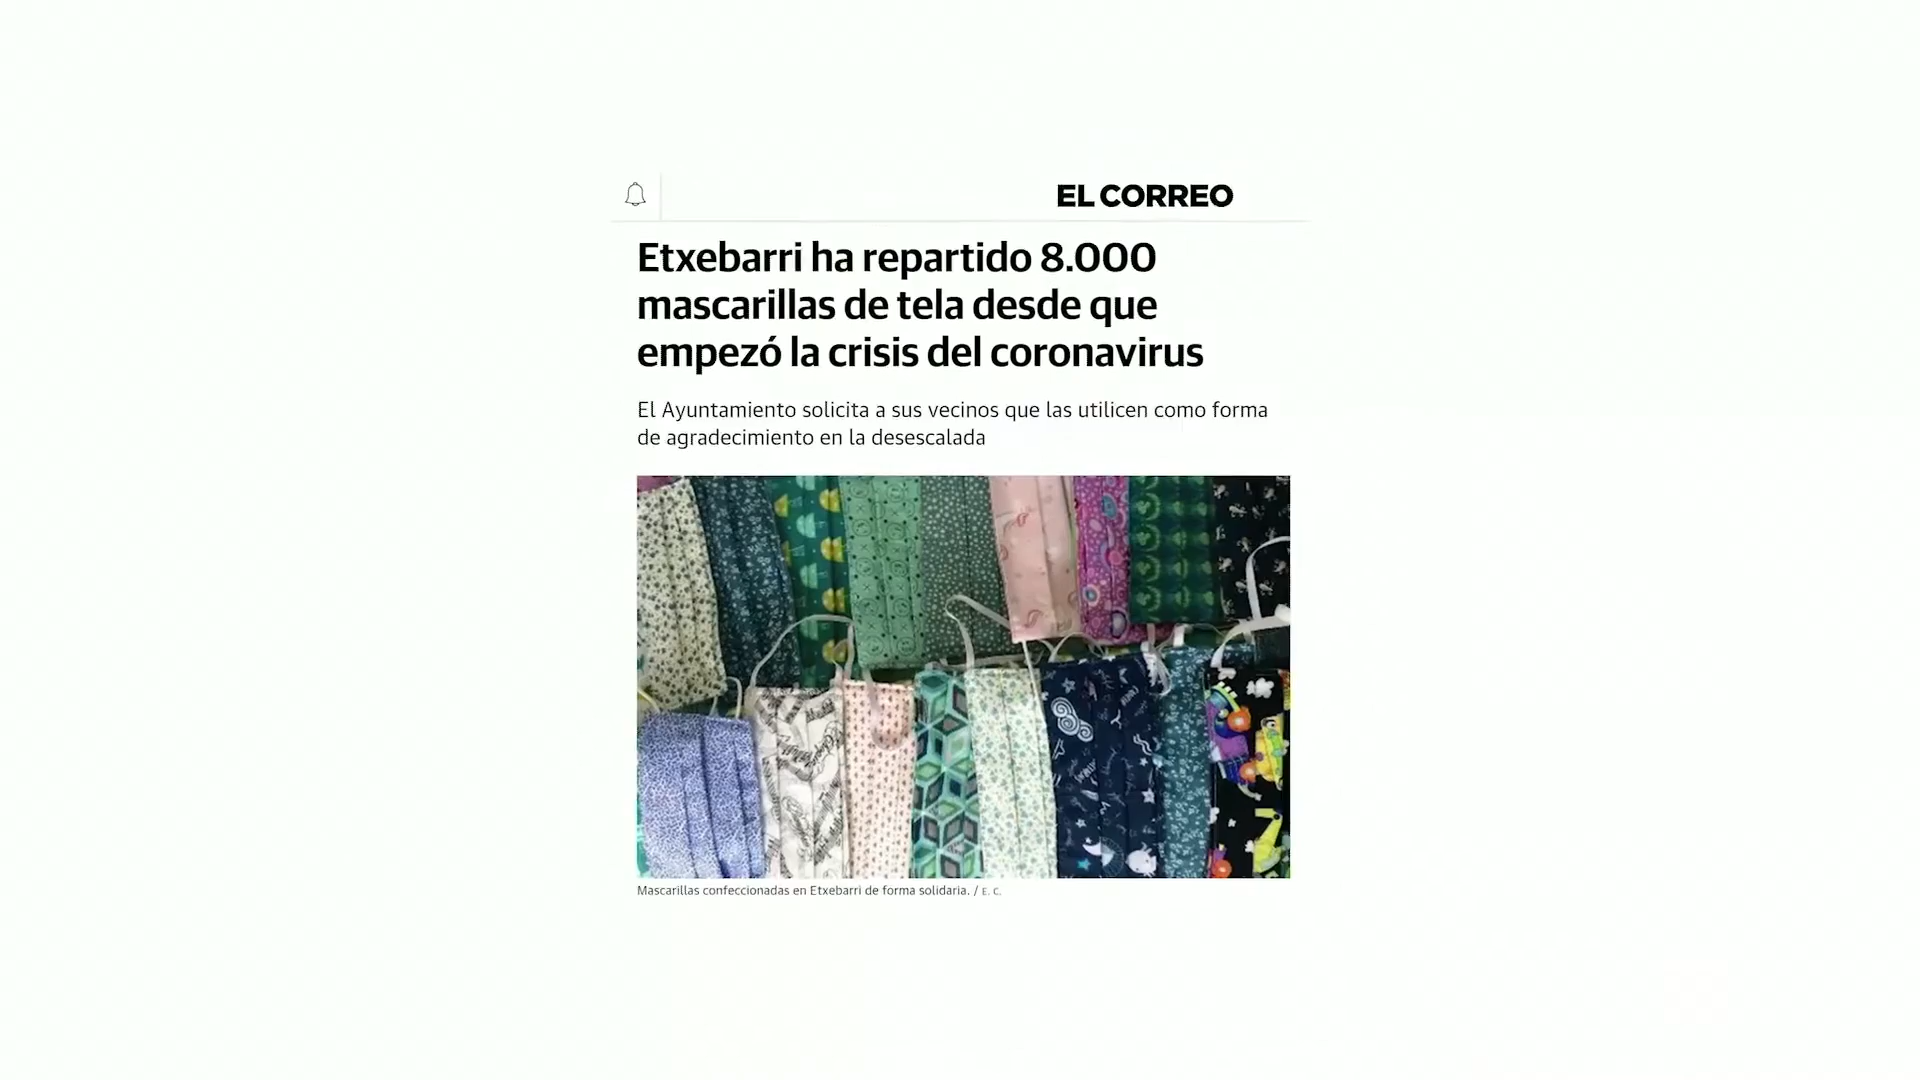 EL CORREO
Etxebarri ha repartido 8.000
mascarillas de tela desde que
empezó la crisis del coronavirus
El Ayuntamiento solicita a sus vecinos que las utilicen como forma
de agradecimiento en la desescalada
Mascarillas confeccionadas en Etxebarri de forma solidaria. / E. C.